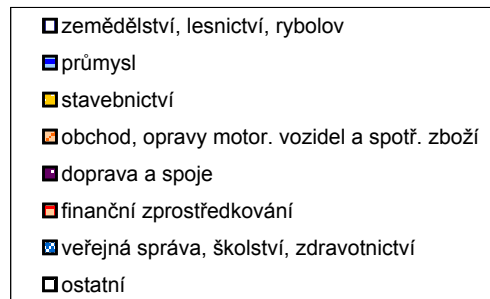 zemědělství, lesnictví, rybolov
průmysl
stavebnictví
obchod, opravy motor. vozidel a spotř. zboží
doprava a spoje
finanční zprostředkování
veřejná správa, školství, zdravotnictví
ostatní